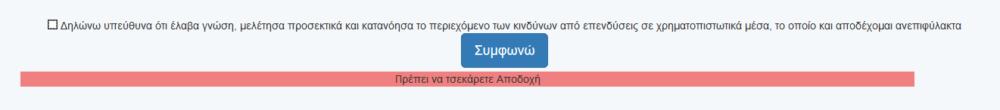 Δηλώνω υπεύθυνα ότι έλαβα γνώση, μελέτησα προσεκτικά και κατανόησα το περιεχόμενο των κινδύνων από επενδύσεις σε χρηματοπιστωτικά μέσα, το οποίο και αποδέχομαι ανεπιφύλακτα
Συμφωνώ
Πρέπει να τσεκάρετε Αποδοχή